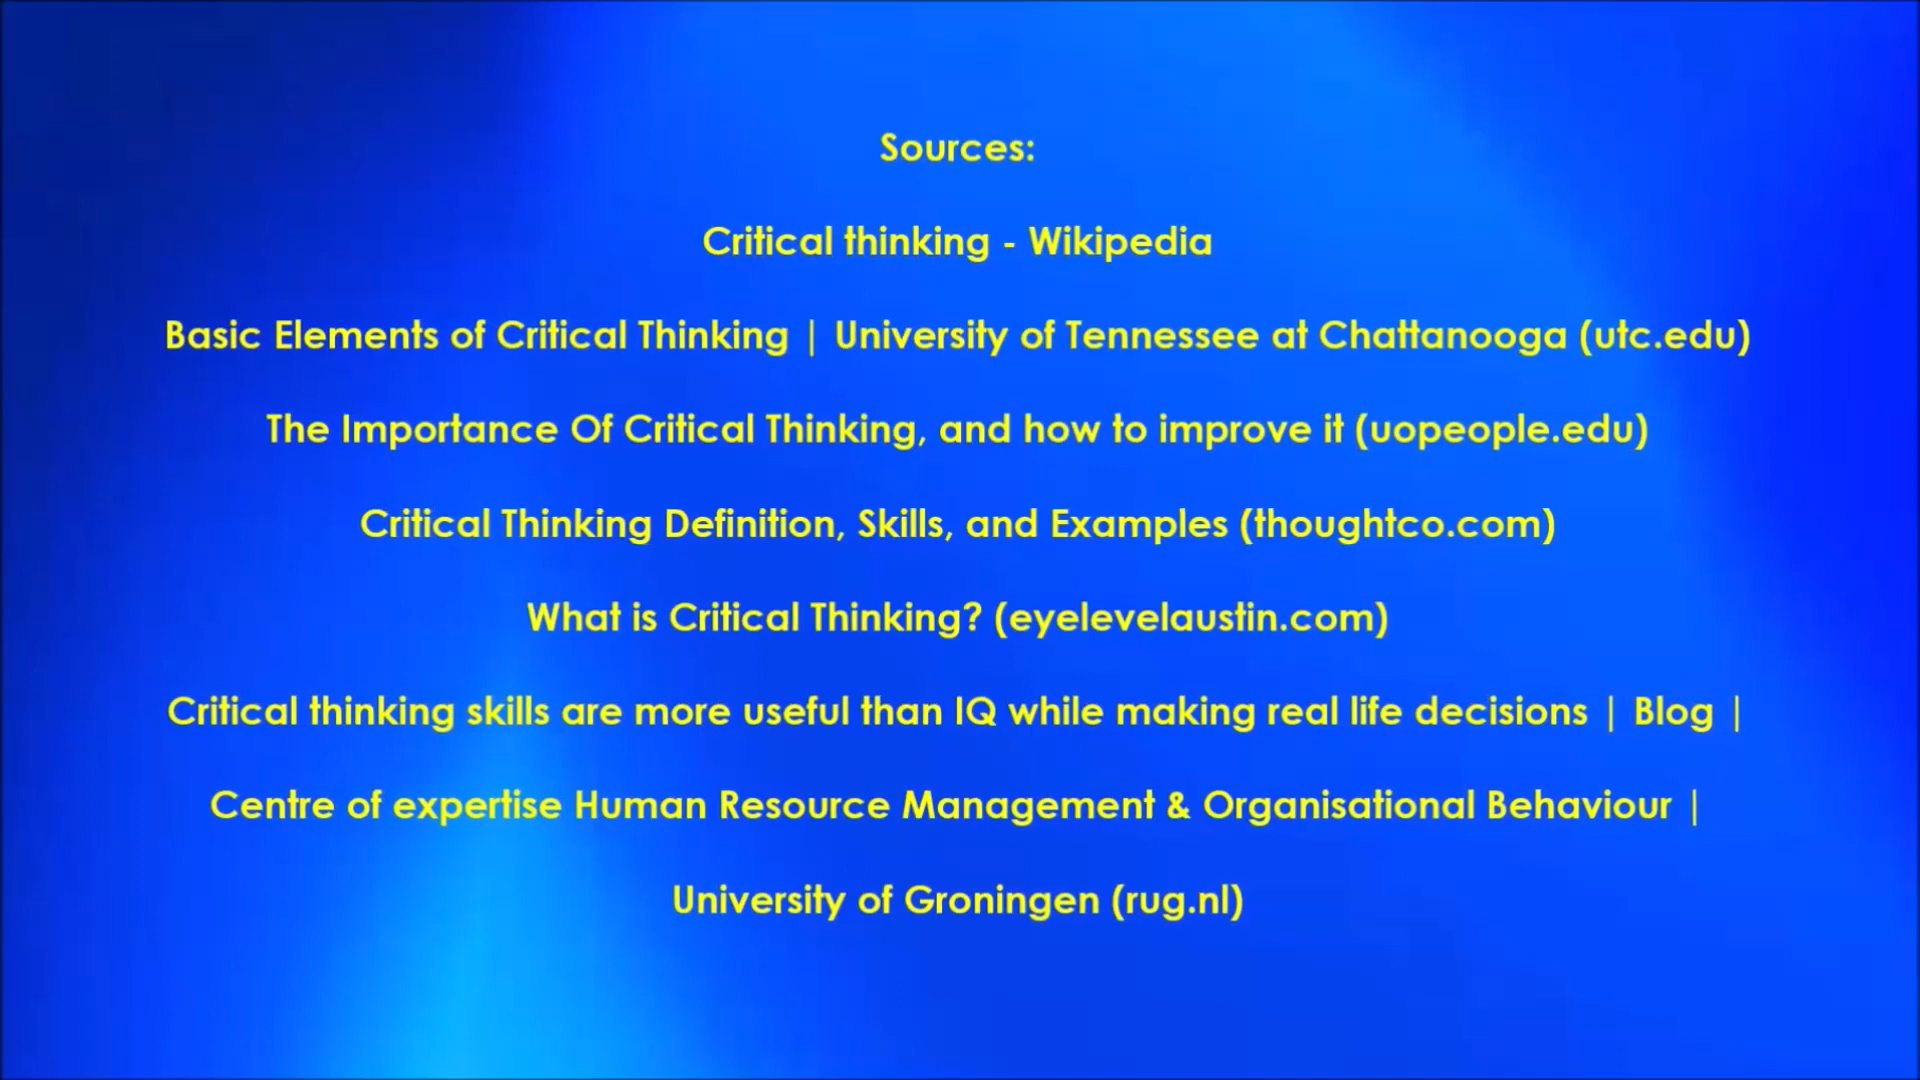 Sources:
Critical thinking - Wikipedia
Basic Elements of Critical Thinking | University of Tennessee at Chattanooga (utc.edu)
The Importance Of Critical Thinking, and how to improve it (uopeople.edu)
Critical Thinking Definition, Skills, and Examples (thoughtco.com)
What is Critical Thinking? (eyelevelaustin.com)
Critical thinking skills are more useful than IQ while making real life decisions | Blog |
Centre of expertise Human Resource Management & Organisational Behaviour |
University of Groningen (rug.nl)